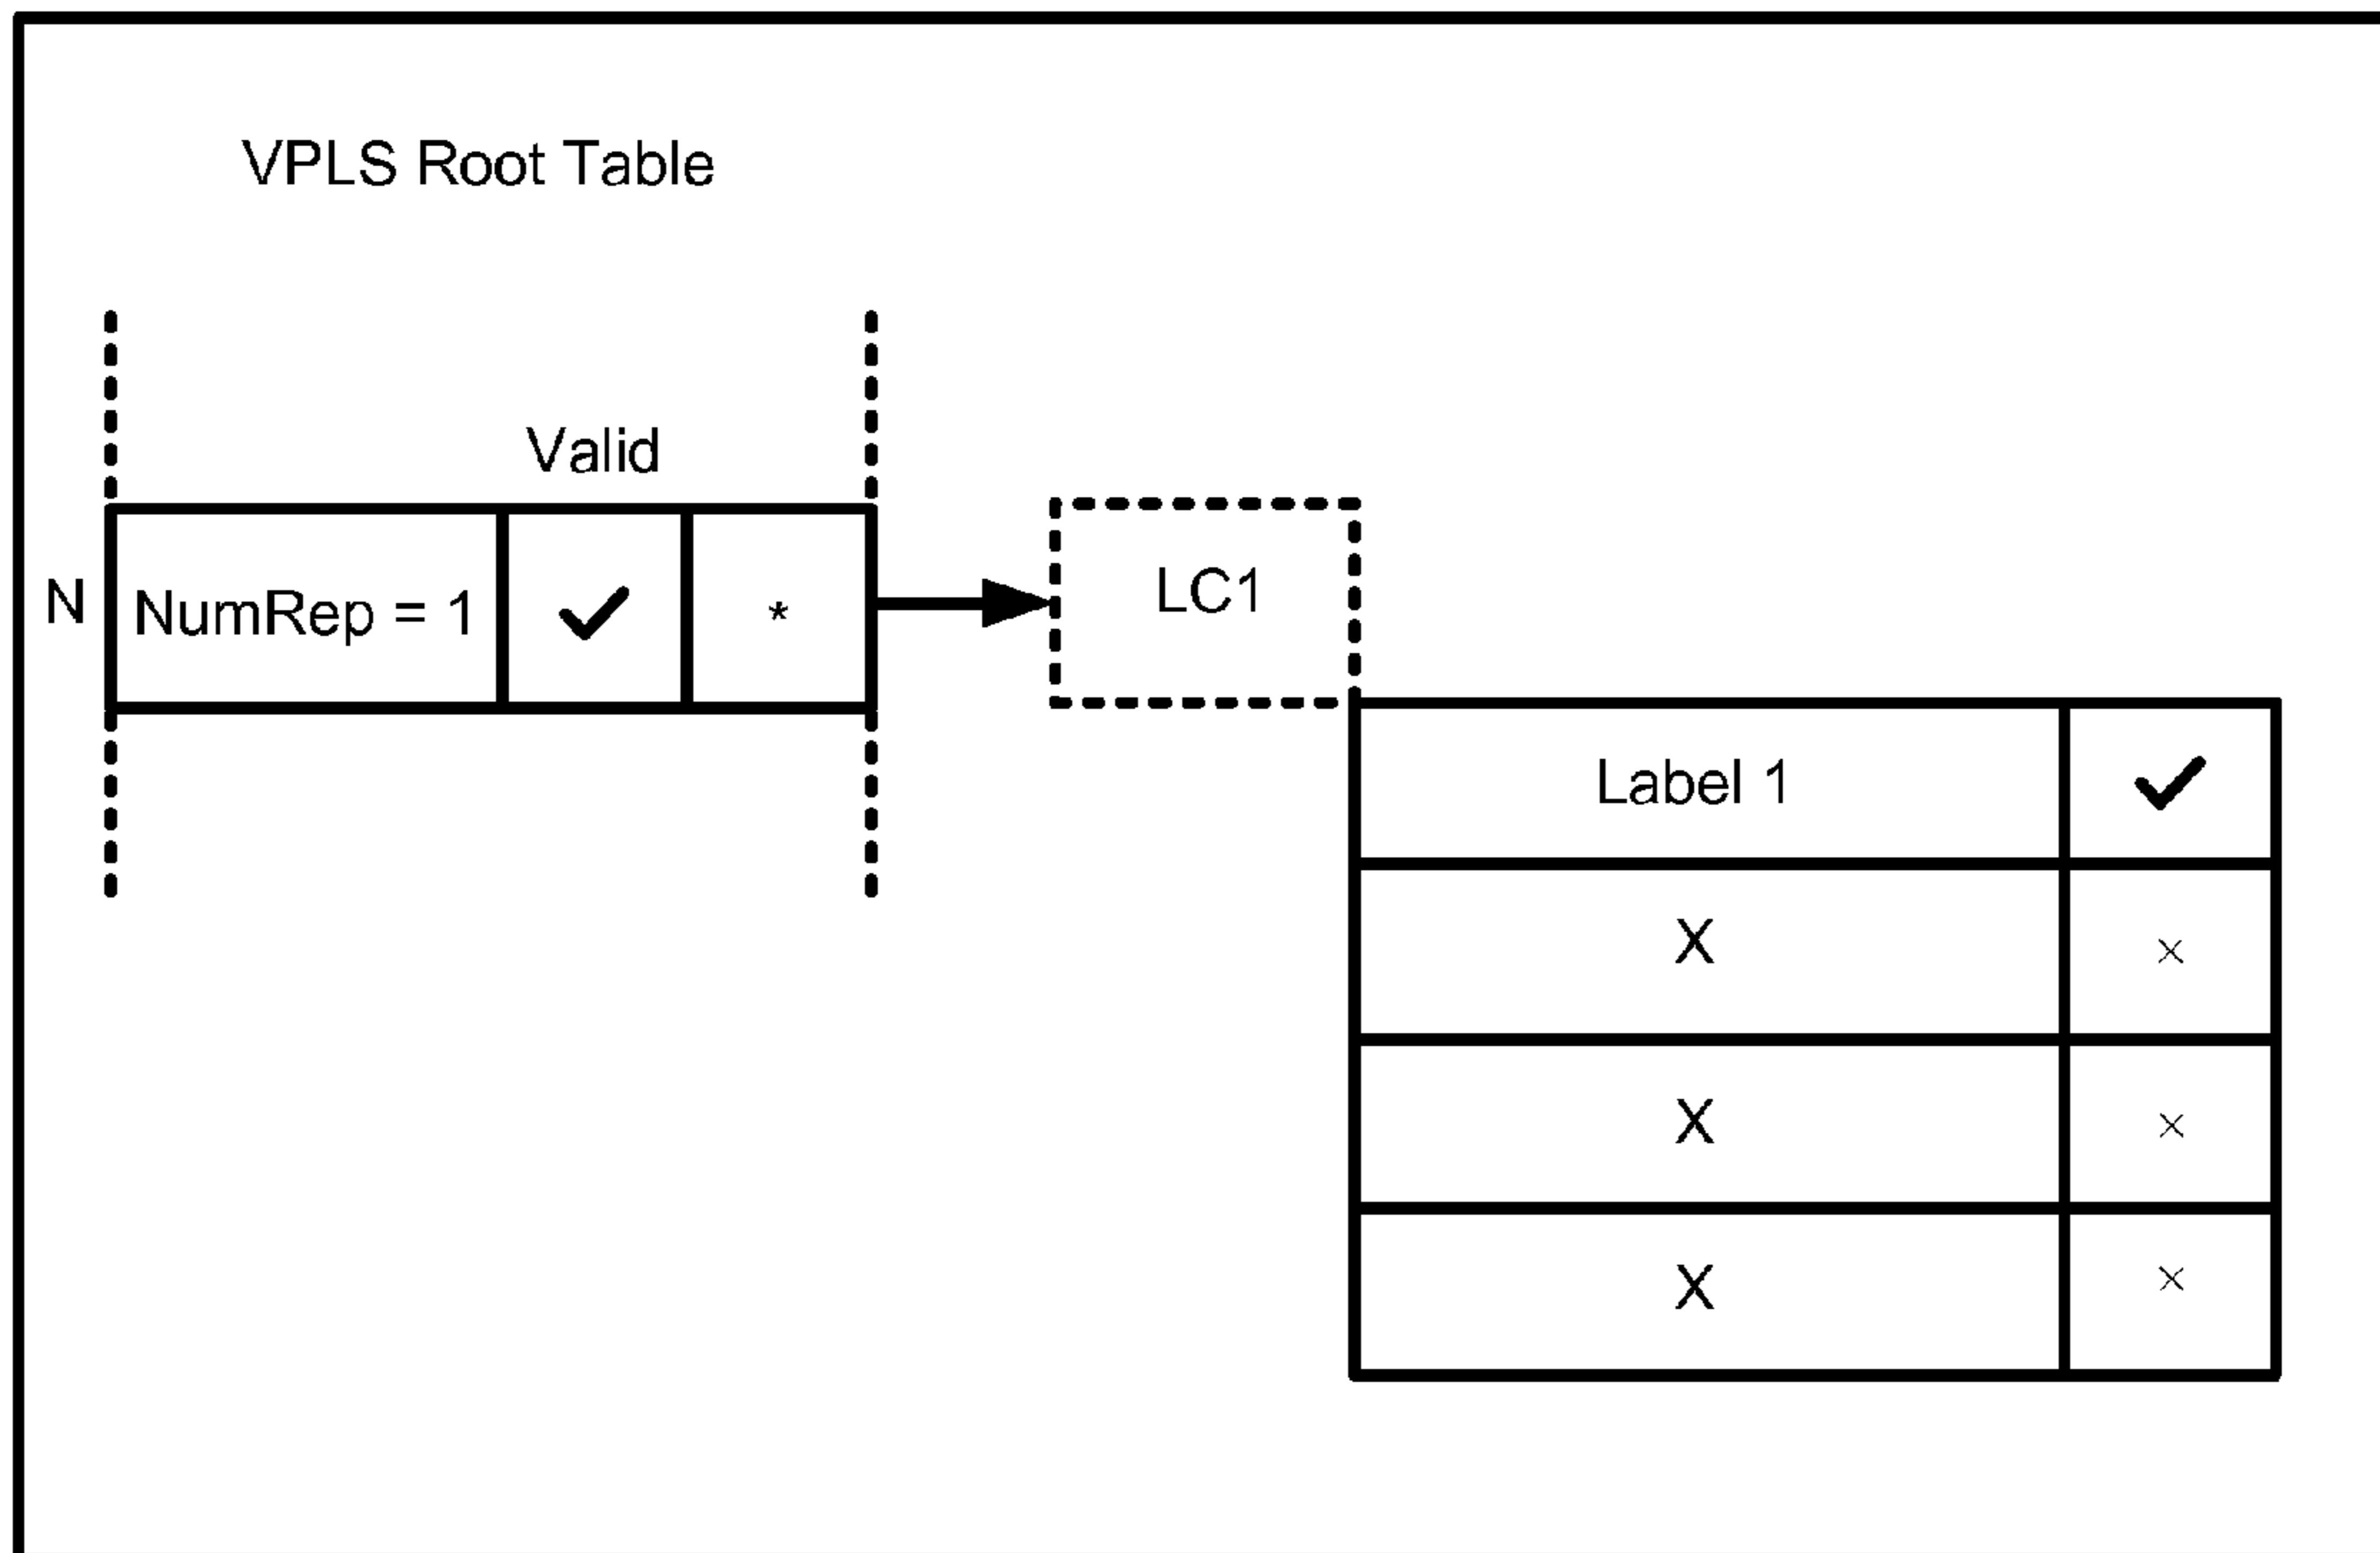 VPLS Root Table
Valid
N NumRep = 1 ✓ *
LC1
Label 1 ✓
X ×
X ×
X ×